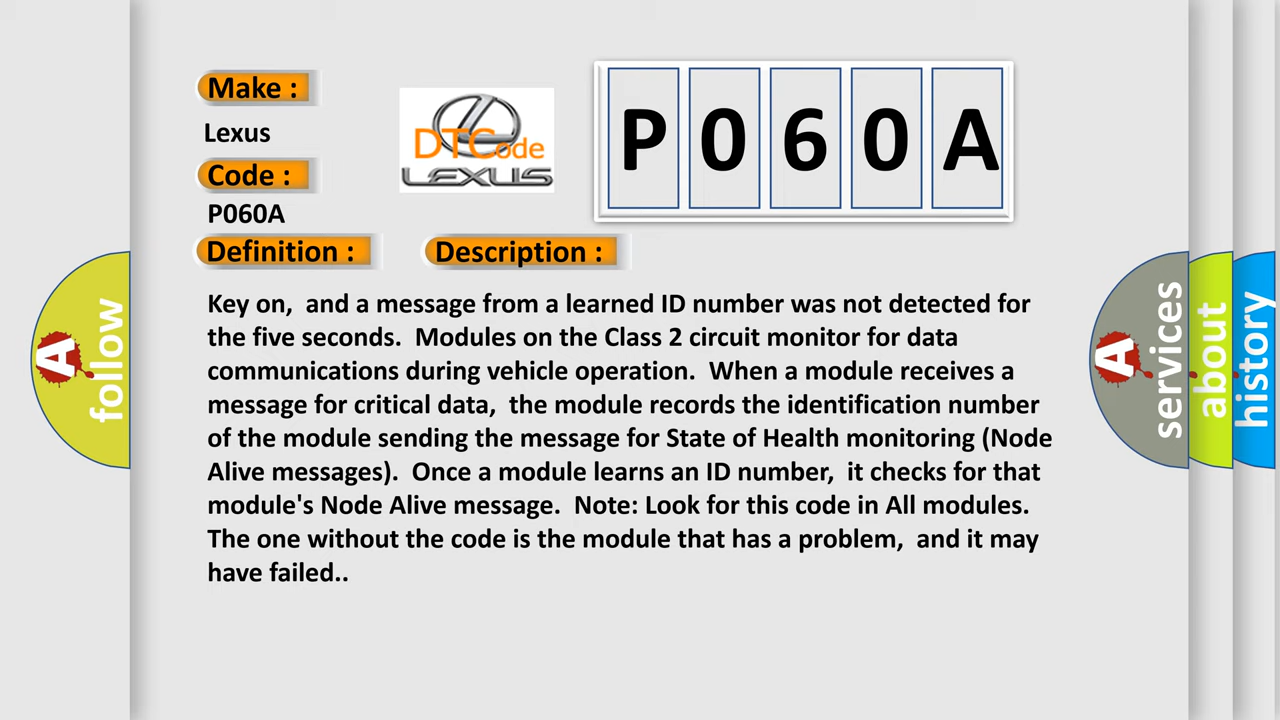 Make :
Lexus
Code :
P060A
Definition :
Description :
DTCode
LEXUS
P060A
Key on,  and a message from a learned ID number was not detected for
the five seconds  Modules on the Class 2 circuit monitor for data
communications during vehicle operation  When a module receives a
message for critical data,  the module records the identification number
of the module sending the message for State of Health monitoring (Node
Alive messages)  Once a module learns an ID number,  it checks for that
module's Node Alive message  Note: Look for this code in All modules.
The one without the code is the module that has a problem,  and it may
have failed..
A follow
A services
about
history